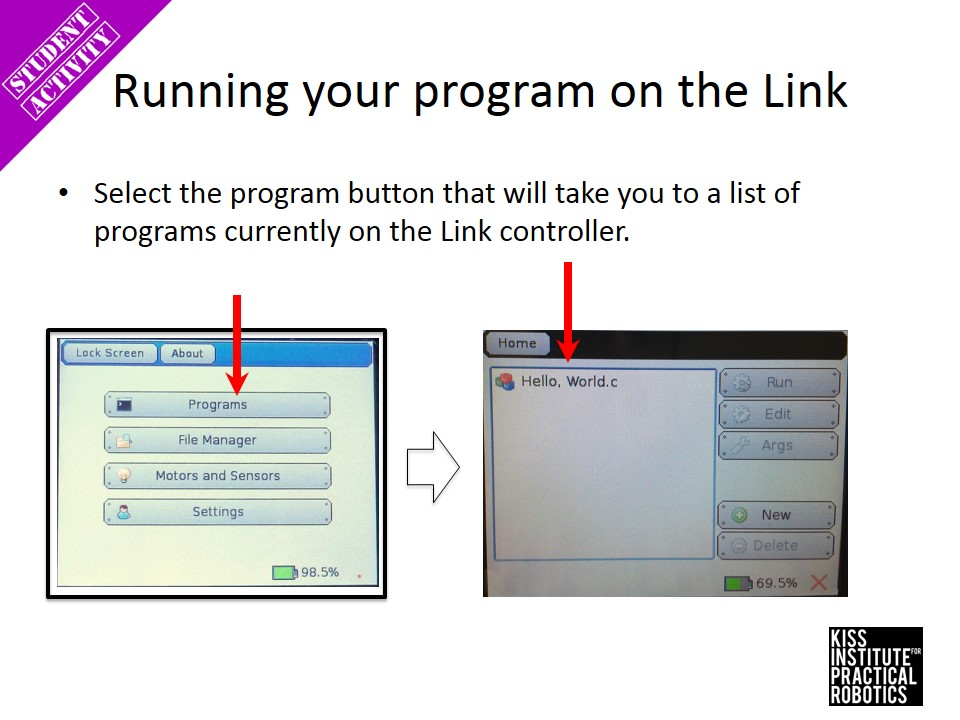 STUDENT
ACTIVITY
Running your program on the Link
• Select the program button that will take you to a list of
programs currently on the Link controller.
Lock Screen About
Programs
File Manager
Motors and Sensors
Settings
98.5%
Home
Hello, World.c
Run
Edit
Args
New
Delete
69.5%
KISS
INSTITUTE FOR
PRACTICAL
ROBOTICS